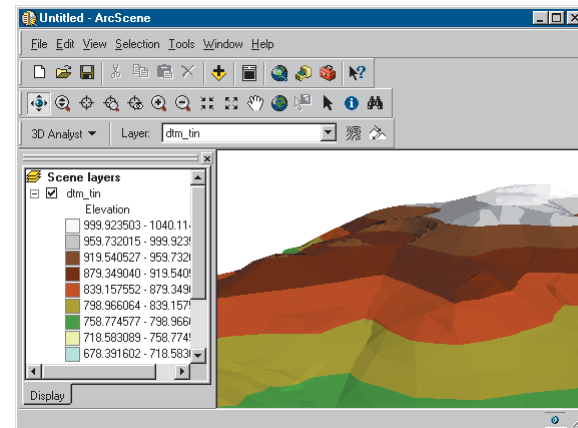 Untitled - ArcScene
File Edit View Selection Tools Window Help
3D Analyst Layer: dtm_tin
Scene layers
dtm_tin
Elevation
999.923503 - 1040.11
959.732015 - 999.923
919.540527 - 959.732
879.349040 - 919.540
839.157552 - 879.349
798.966064 - 839.157
758.774577 - 798.966
718.583089 - 758.774
678.391602 - 718.583
Display